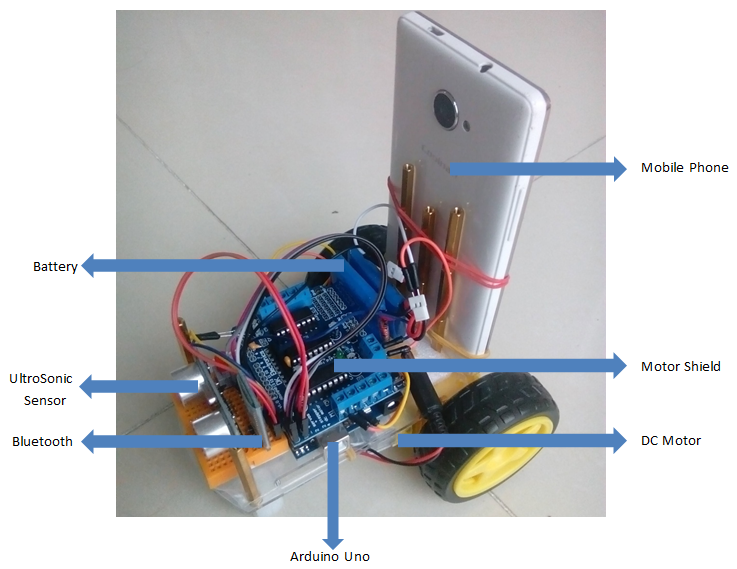 Mobile Phone
Battery
Motor Shield
UltroSonic
Sensor
Bluetooth
DC Motor
Arduino Uno